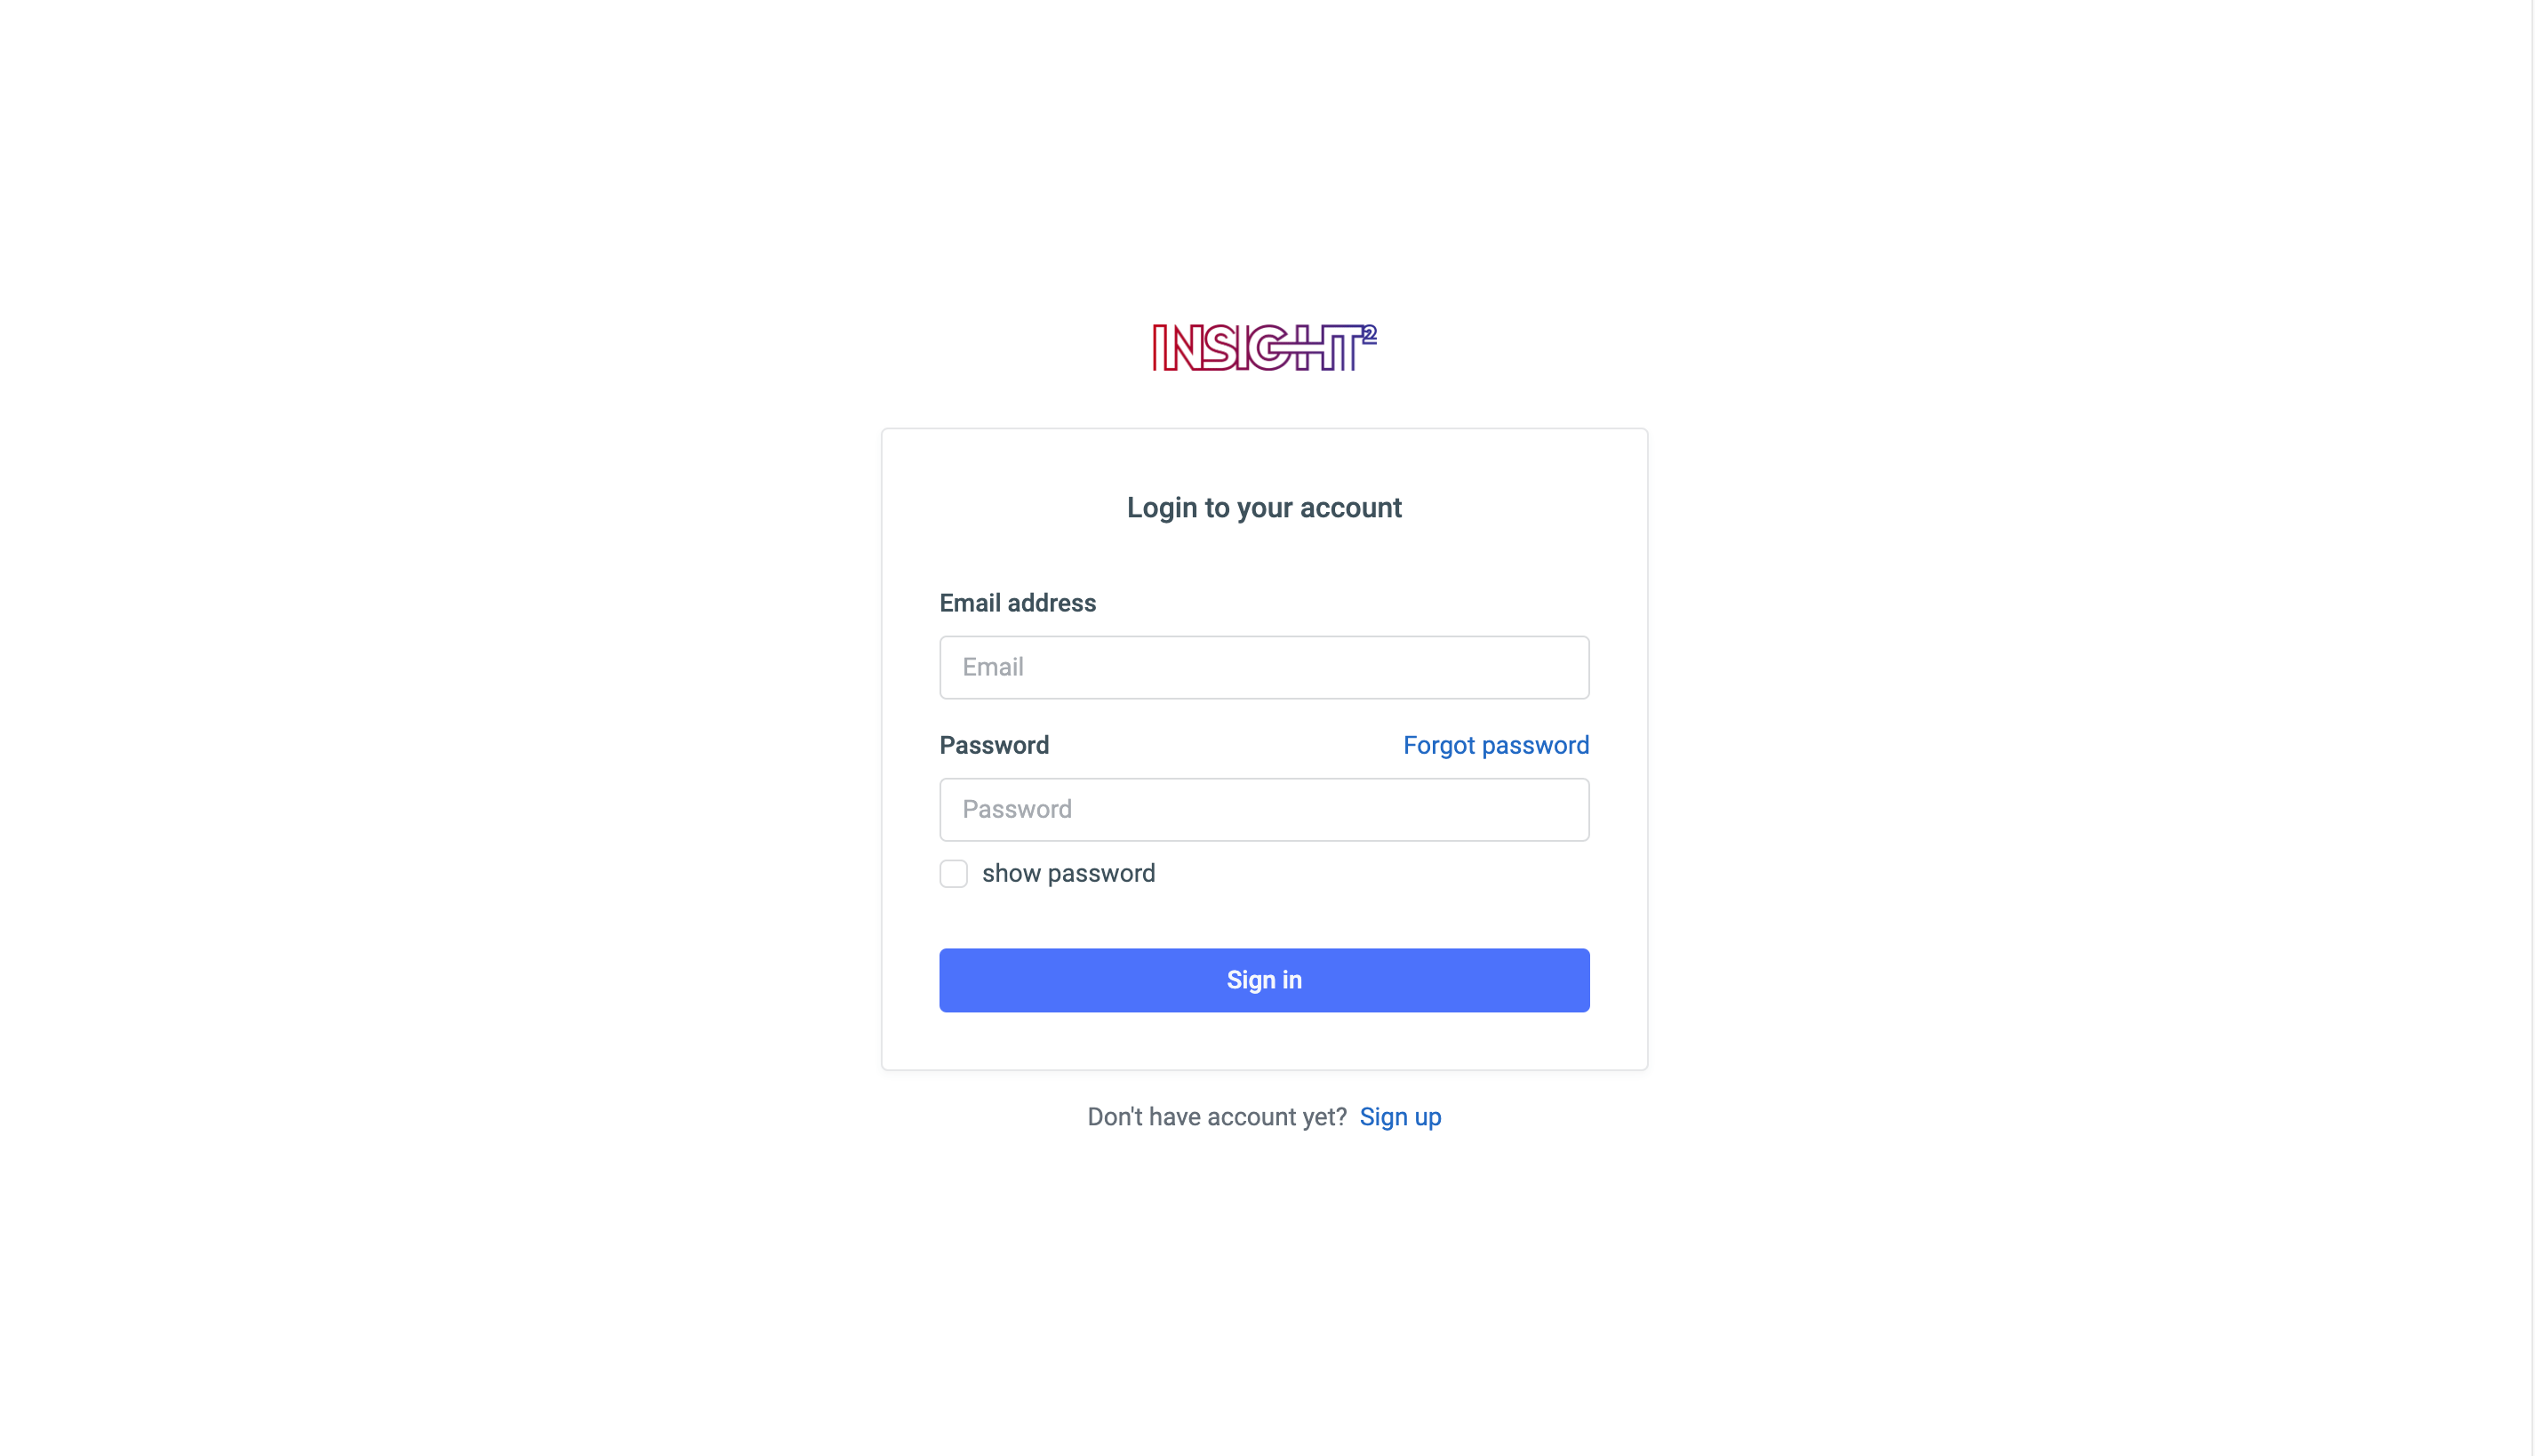 INSIGHT²
Login to your account
Email address
Email
Password
Forgot password
Password
show password
Sign in
Don't have account yet? Sign up